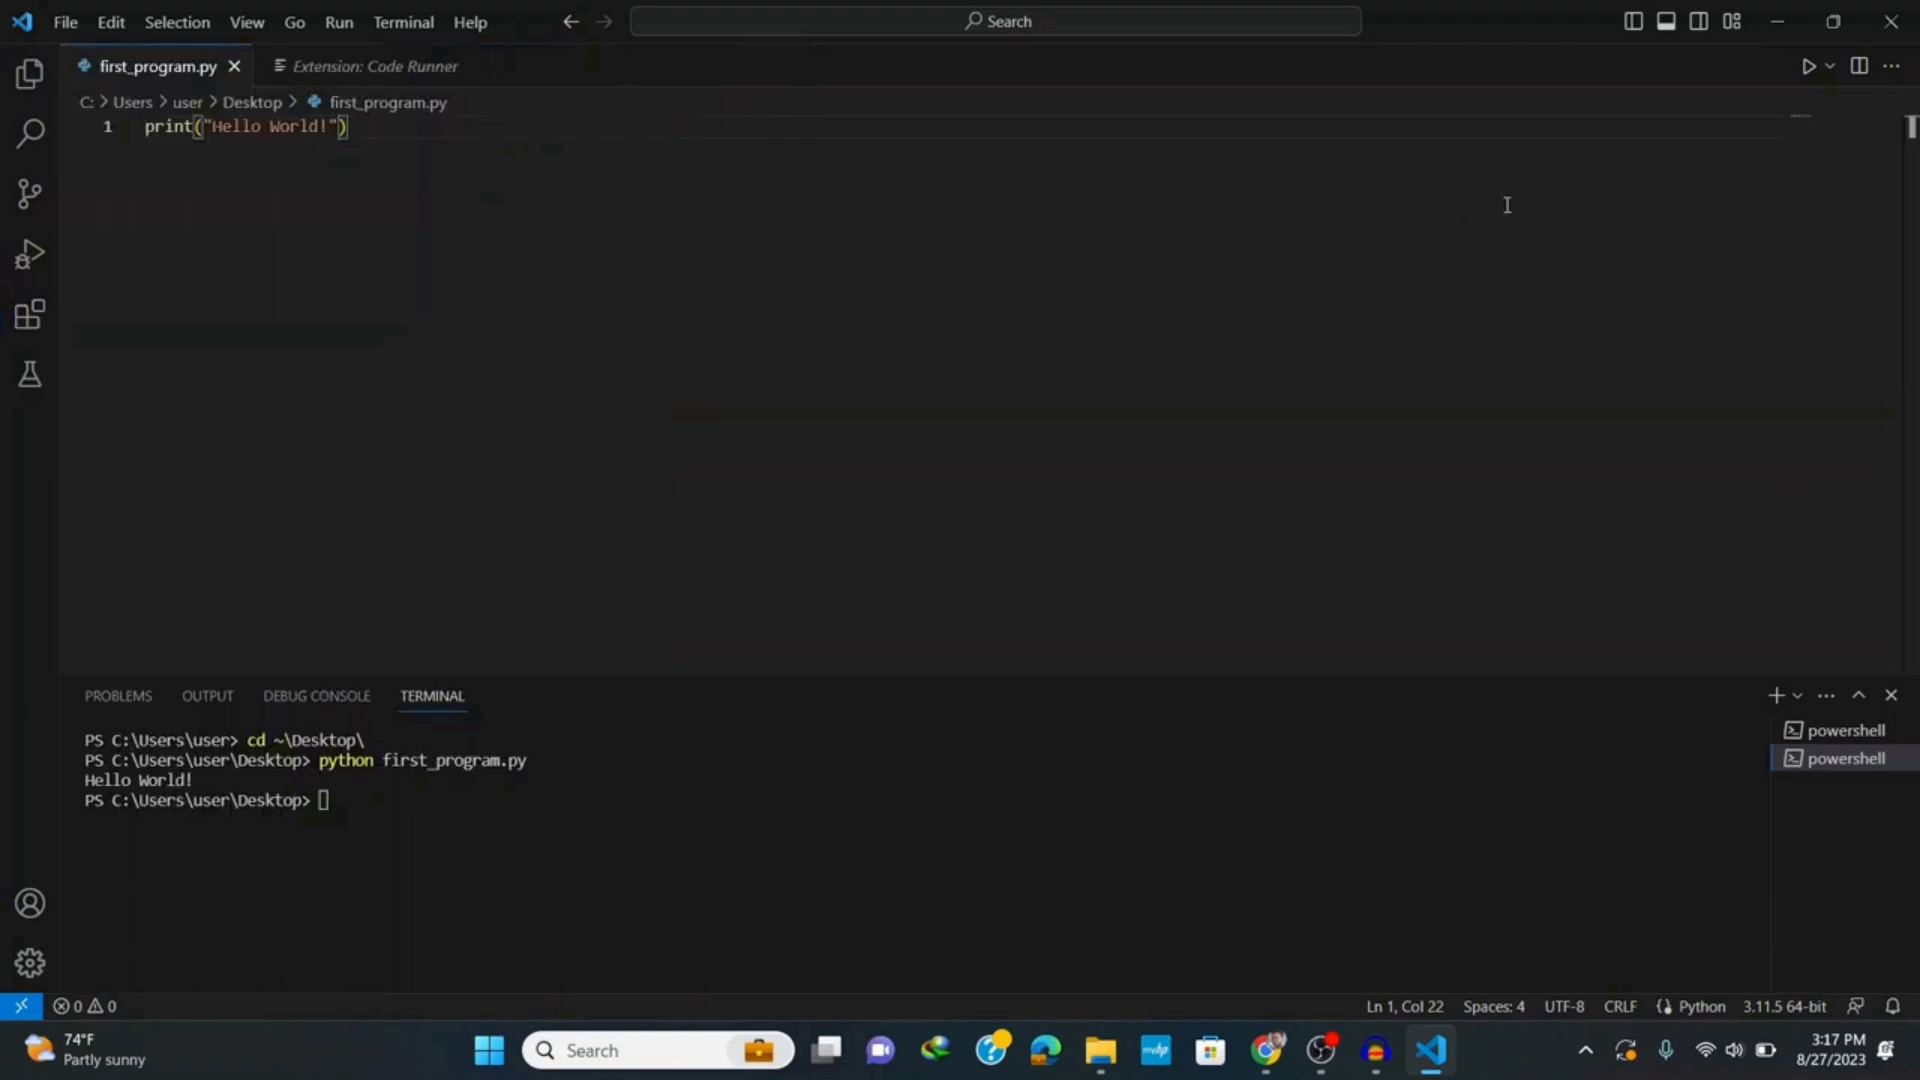 File Edit Selection View Go Run Terminal Help
Search
first_program.py
Extension: Code Runner
C: > Users > user > Desktop > first_program.py
1 print("Hello World!")
PROBLEMS OUTPUT DEBUG CONSOLE TERMINAL
PS C:\Users\user> cd ~\Desktop\
PS C:\Users\user\Desktop> python first_program.py
Hello World!
PS C:\Users\user\Desktop>
powershell
powershell
0 0
Ln 1, Col 22 Spaces: 4 UTF-8 CRLF Python 3.11.5 64-bit
74°F
Partly sunny
Search
myhp
3:17 PM
8/27/2023